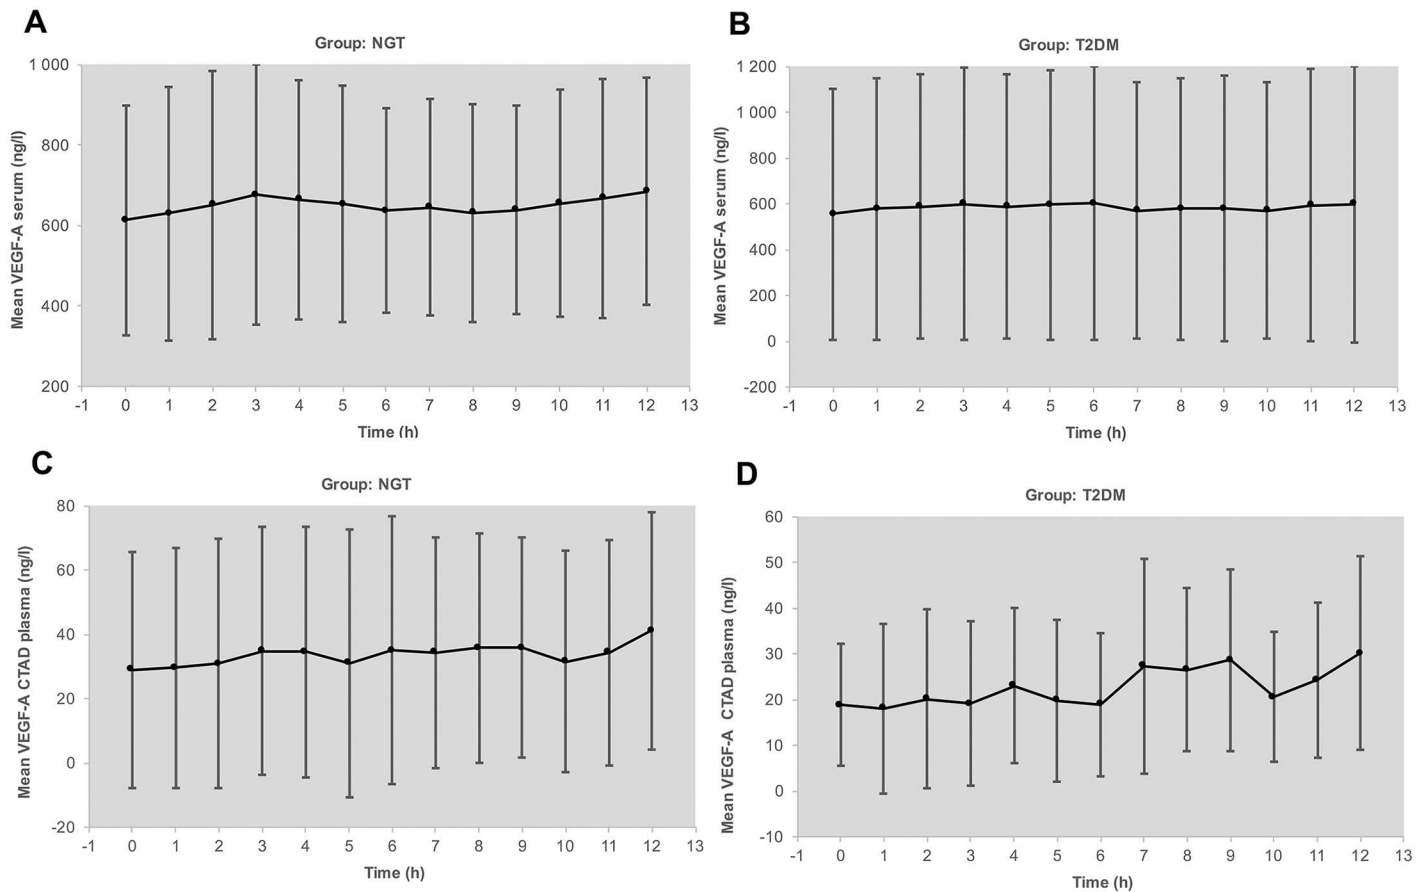 A
Group: NGT
Mean VEGF-A serum (ng/l)
1 000
800
600
400
200
-1 0 1 2 3 4 5 6 7 8 9 10 11 12 13
Time (h)
B
Group: T2DM
Mean VEGF-A serum (ng/l)
1 200
1 000
800
600
400
200
0
-200
-1 0 1 2 3 4 5 6 7 8 9 10 11 12 13
Time (h)
C
Group: NGT
Mean VEGF-A CTAD plasma (ng/l)
80
60
40
20
0
-20
-1 0 1 2 3 4 5 6 7 8 9 10 11 12 13
Time (h)
D
Group: T2DM
Mean VEGF-A CTAD plasma (ng/l)
60
50
40
30
20
10
0
-10
-1 0 1 2 3 4 5 6 7 8 9 10 11 12 13
Time (h)